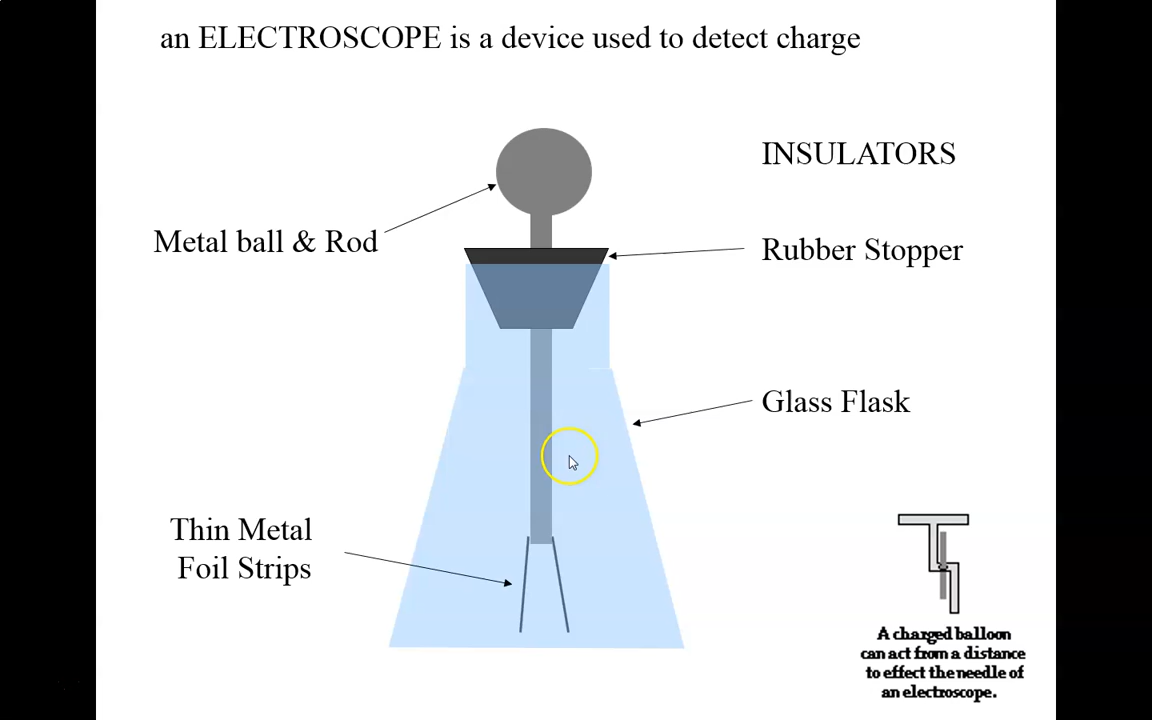 an ELECTROSCOPE is a device used to detect charge
INSULATORS
Metal ball & Rod
Rubber Stopper
Glass Flask
Thin Metal
Foil Strips
A charged balloon
can act from a distance
to effect the needle of
an electroscope.